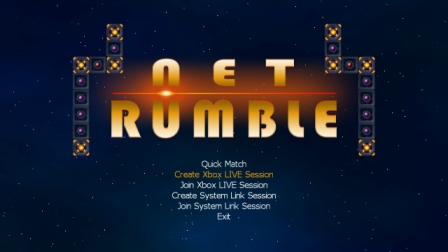 NET
RUMBLE
Quick Match
Create Xbox LIVE Session
Join Xbox LIVE Session
Create System Link Session
Join System Link Session
Exit